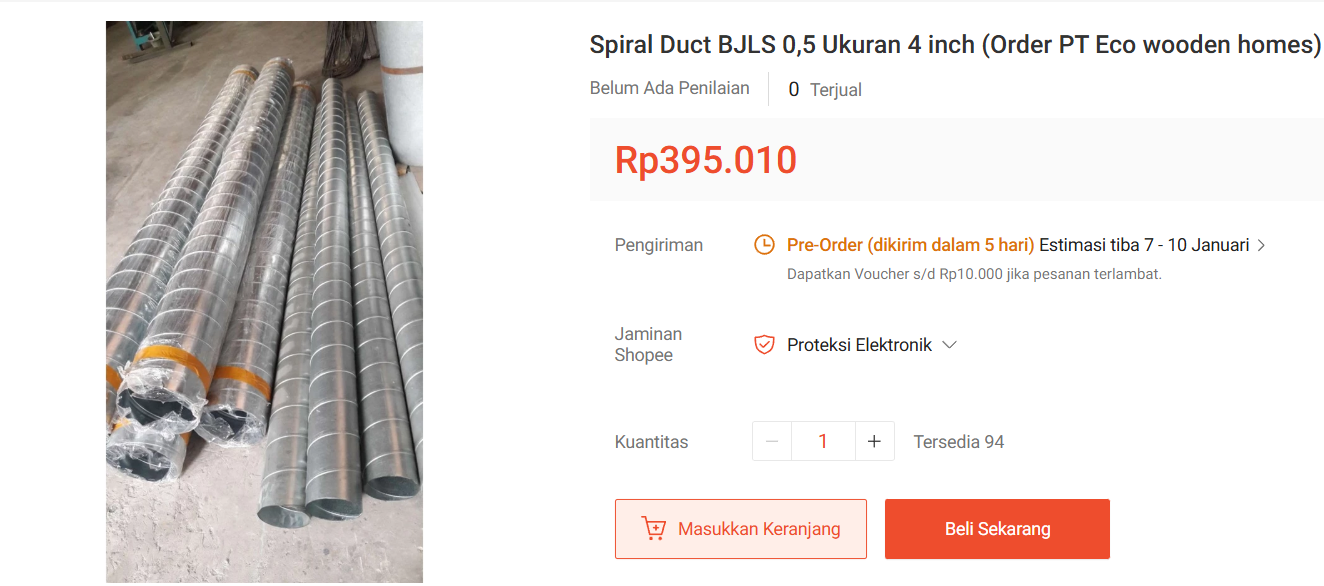 Spiral Duct BJLS 0,5 Ukuran 4 inch (Order PT Eco wooden homes)
Belum Ada Penilaian 0 Terjual
Rp395.010
Pengiriman Pre-Order (dikirim dalam 5 hari) Estimasi tiba 7 - 10 Januari
Dapatkan Voucher s/d Rp10.000 jika pesanan terlambat.
Jaminan
Shopee
Proteksi Elektronik
Kuantitas 1 + Tersedia 94
Masukkan Keranjang Beli Sekarang